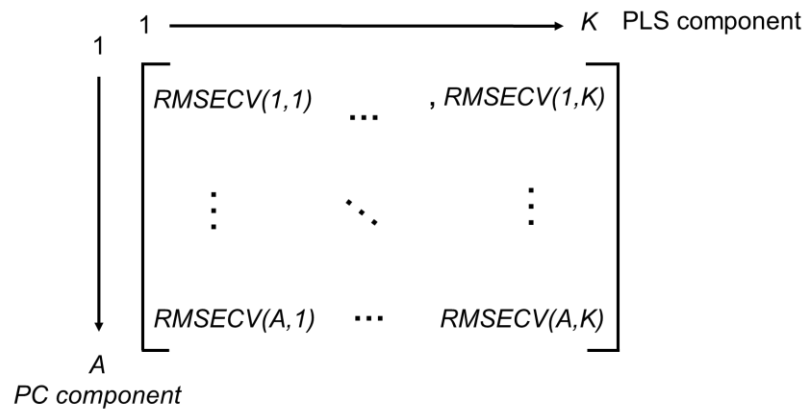 1 K PLS component
1
RMSECV(1,1) ... , RMSECV(1,K)
⋮ ⋱ ⋮
RMSECV(A,1) ... RMSECV(A,K)
A
PC component